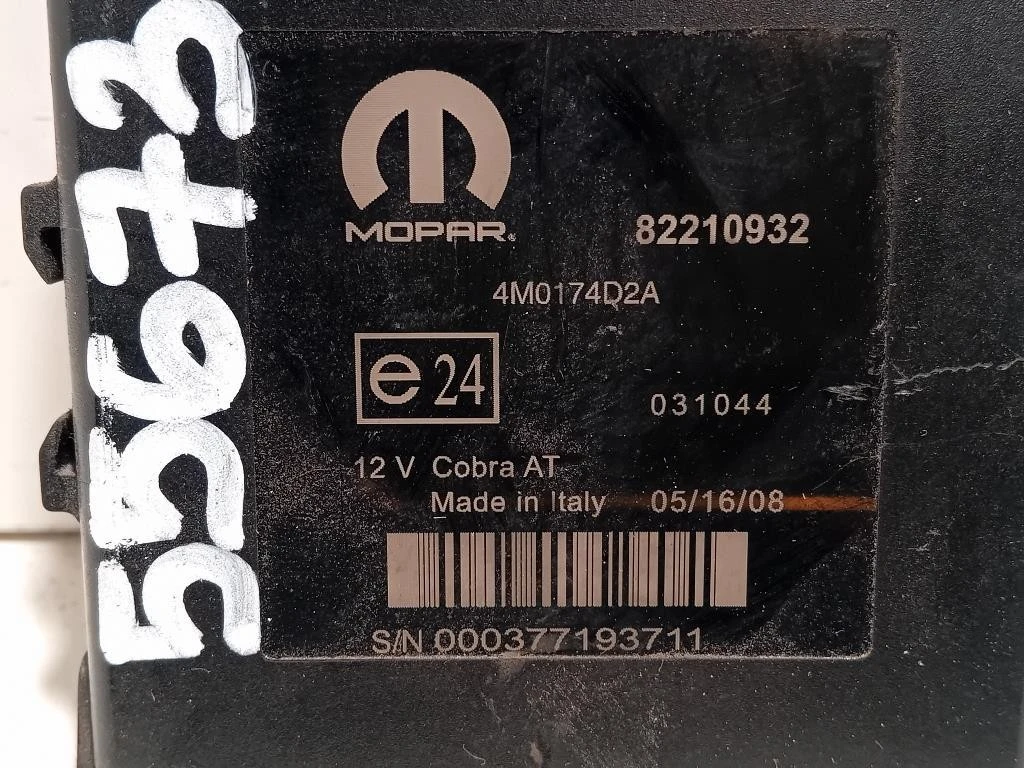 55673
MOPAR
82210932
4M0174D2A
e 24
031044
12 V Cobra AT
Made in Italy 05/16/08
S/N 000377193711